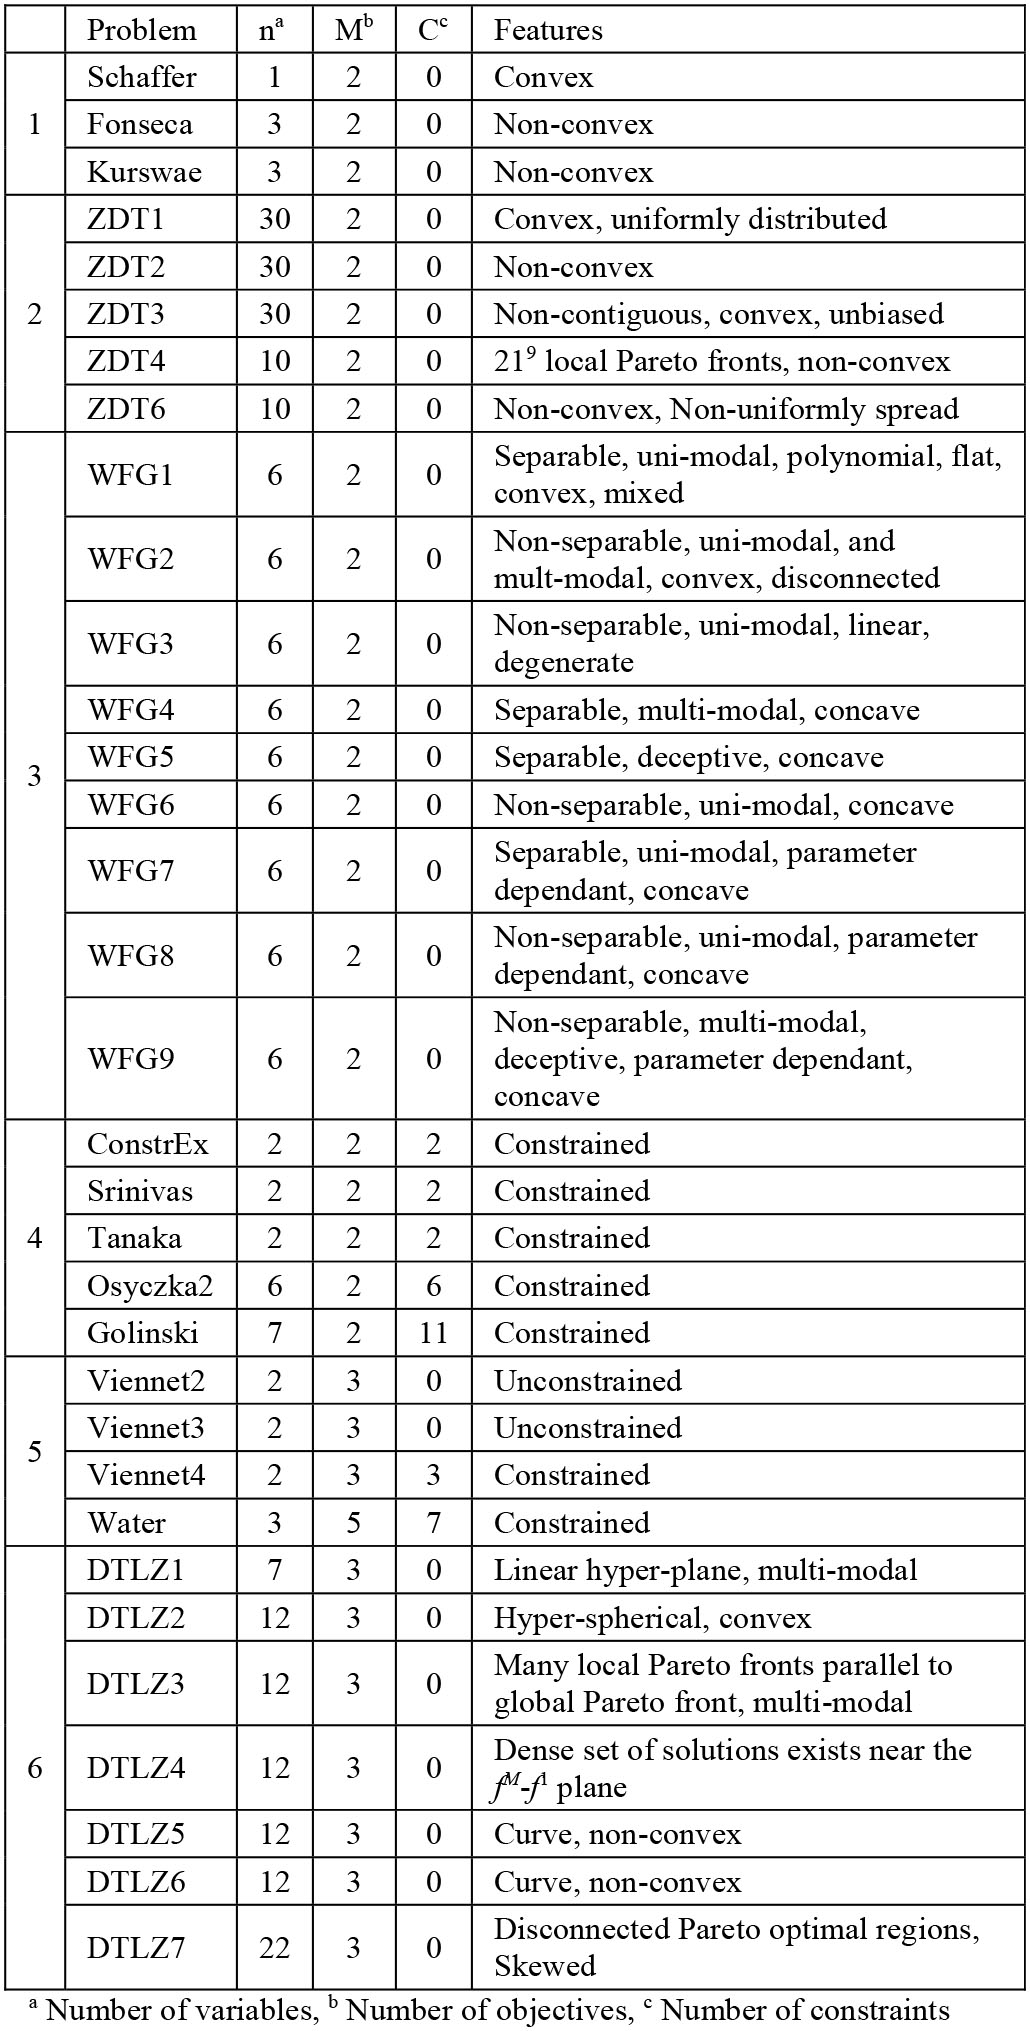 Problem nᵃ Mᵇ Cᶜ Features
1
Schaffer 1 2 0 Convex
Fonseca 3 2 0 Non-convex
Kurswae 3 2 0 Non-convex
2
ZDT1 30 2 0 Convex, uniformly distributed
ZDT2 30 2 0 Non-convex
ZDT3 30 2 0 Non-contiguous, convex, unbiased
ZDT4 10 2 0 21⁹ local Pareto fronts, non-convex
ZDT6 10 2 0 Non-convex, Non-uniformly spread
3
WFG1 6 2 0 Separable, uni-modal, polynomial, flat,
convex, mixed
WFG2 6 2 0 Non-separable, uni-modal, and
mult-modal, convex, disconnected
WFG3 6 2 0 Non-separable, uni-modal, linear,
degenerate
WFG4 6 2 0 Separable, multi-modal, concave
WFG5 6 2 0 Separable, deceptive, concave
WFG6 6 2 0 Non-separable, uni-modal, concave
WFG7 6 2 0 Separable, uni-modal, parameter
dependant, concave
WFG8 6 2 0 Non-separable, uni-modal, parameter
dependant, concave
WFG9 6 2 0 Non-separable, multi-modal,
deceptive, parameter dependant,
concave
4
ConstrEx 2 2 2 Constrained
Srinivas 2 2 2 Constrained
Tanaka 2 2 2 Constrained
Osyczka2 6 2 6 Constrained
Golinski 7 2 11 Constrained
5
Viennet2 2 3 0 Unconstrained
Viennet3 2 3 0 Unconstrained
Viennet4 2 3 3 Constrained
Water 3 5 7 Constrained
6
DTLZ1 7 3 0 Linear hyper-plane, multi-modal
DTLZ2 12 3 0 Hyper-spherical, convex
DTLZ3 12 3 0 Many local Pareto fronts parallel to
global Pareto front, multi-modal
DTLZ4 12 3 0 Dense set of solutions exists near the
fᴹ-f¹ plane
DTLZ5 12 3 0 Curve, non-convex
DTLZ6 12 3 0 Curve, non-convex
DTLZ7 22 3 0 Disconnected Pareto optimal regions,
Skewed
ᵃ Number of variables, ᵇ Number of objectives, ᶜ Number of constraints